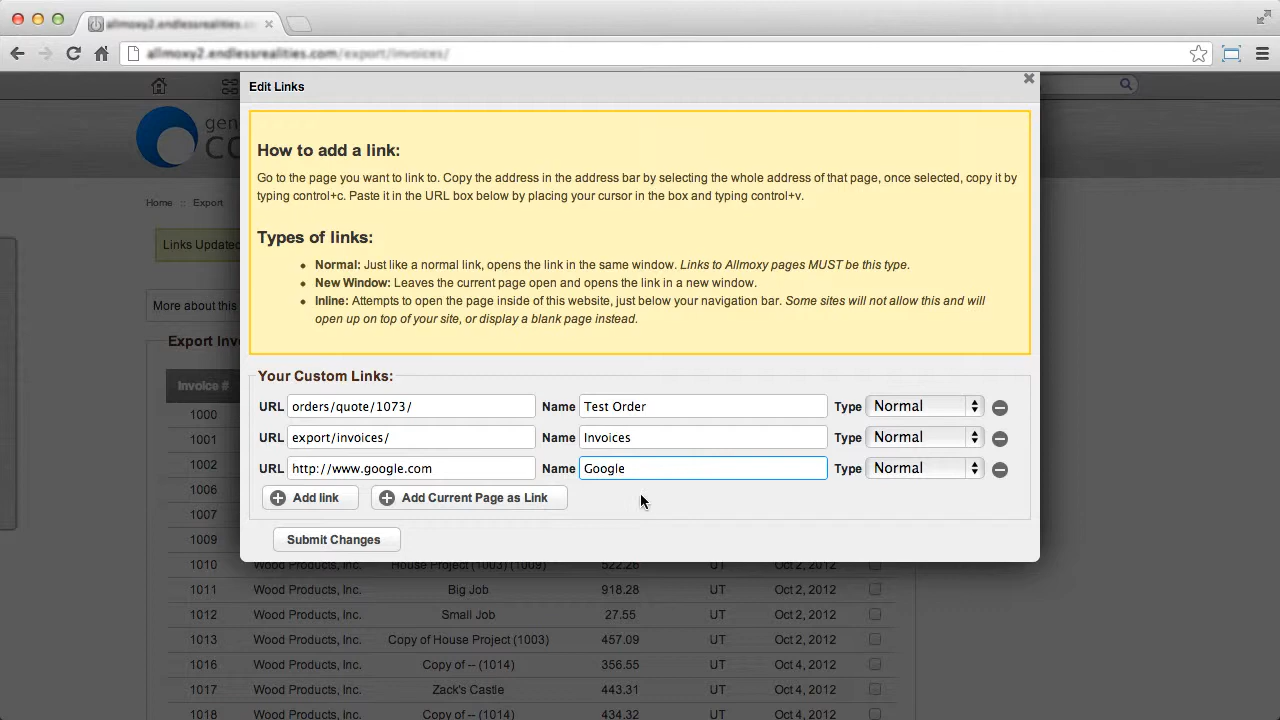 allmoxy2.endlessrealities.com
allmoxy2.endlessrealities.com/export/invoices/
Edit Links
gen
Home :: Export
Links Updated
More about this
Export Inv
Invoice #
1000
1001
1002
1006
1007
1008
1009
How to add a link:
Go to the page you want to link to. Copy the address in the address bar by selecting the whole address of that page, once selected, copy it by
typing control+c. Paste it in the URL box below by placing your cursor in the box and typing control+v.
Types of links:
• Normal: Just like a normal link, opens the link in the same window. Links to Allmoxy pages MUST be this type.
• New Window: Leaves the current page open and opens the link in a new window.
• Inline: Attempts to open the page inside of this website, just below your navigation bar. Some sites will not allow this and will
open up on top of your site, or display a blank page instead.
Your Custom Links:
URL orders/quote/1073/ Name Test Order Type Normal
URL export/invoices/ Name Invoices Type Normal
URL http://www.google.com Name Google Type Normal
Add link Add Current Page as Link
Submit Changes
1010 Wood Products, Inc. House Project (1003) (1009) 522.28 UT Oct 2, 2012
1011 Wood Products, Inc. Big Job 918.28 UT Oct 2, 2012
1012 Wood Products, Inc. Small Job 27.55 UT Oct 2, 2012
1013 Wood Products, Inc. Copy of House Project (1003) 457.09 UT Oct 2, 2012
1016 Wood Products, Inc. Copy of -- (1014) 356.55 UT Oct 4, 2012
1017 Wood Products, Inc. Zack's Castle 443.31 UT Oct 4, 2012
1018 Wood Products, Inc. Copy of -- (1014) 434.32 UT Oct 4, 2012